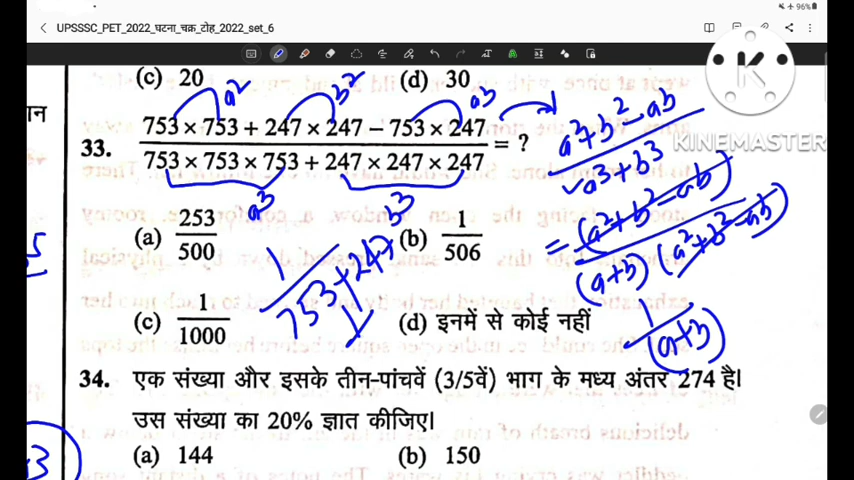 96%
UPSSSC_PET_2022_घटना_चक्र_टोह_2022_set_6
(c) 20 (d) 30
a² b² ab
33. 753 × 753 + 247 × 247 − 753 × 247 / 753 × 753 × 753 + 247 × 247 × 247 = ?
a²+b²−ab / a³+b³
a³ b³
= (a²+b²−ab) / (a+b) (a²+b²−ab)
(a) 253/500 (b) 1/506
1 / 753+247
(c) 1/1000 (d) इनमें से कोई नहीं
1 / (a+b)
34. एक संख्या और इसके तीन-पांचवें (3/5वें) भाग के मध्य अंतर 274 है।
उस संख्या का 20% ज्ञात कीजिए।
(a) 144 (b) 150
K
KINEMASTER